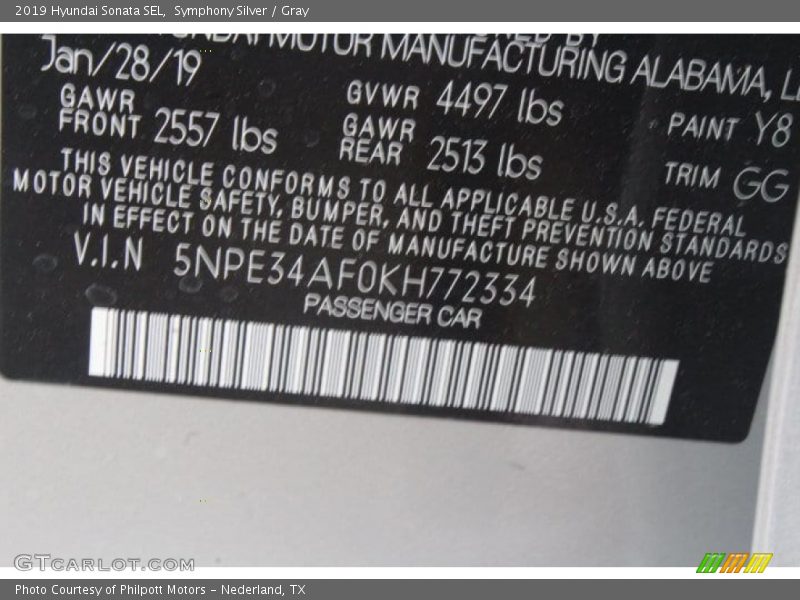 2019 Hyundai Sonata SEL, Symphony Silver / Gray
MOTOR MANUFACTURING ALABAMA,
Jan/28/19
GAWR FRONT 2557 lbs
GVWR 4497 lbs
GAWR REAR 2513 lbs
PAINT Y8
TRIM GG
THIS VEHICLE CONFORMS TO ALL APPLICABLE U.S.A. FEDERAL
MOTOR VEHICLE SAFETY, BUMPER, AND THEFT PREVENTION STANDARDS
IN EFFECT ON THE DATE OF MANUFACTURE SHOWN ABOVE
V.I.N 5NPE34AF0KH772334
PASSENGER CAR
GTCARLOT.COM
Photo Courtesy of Philpott Motors - Nederland, TX